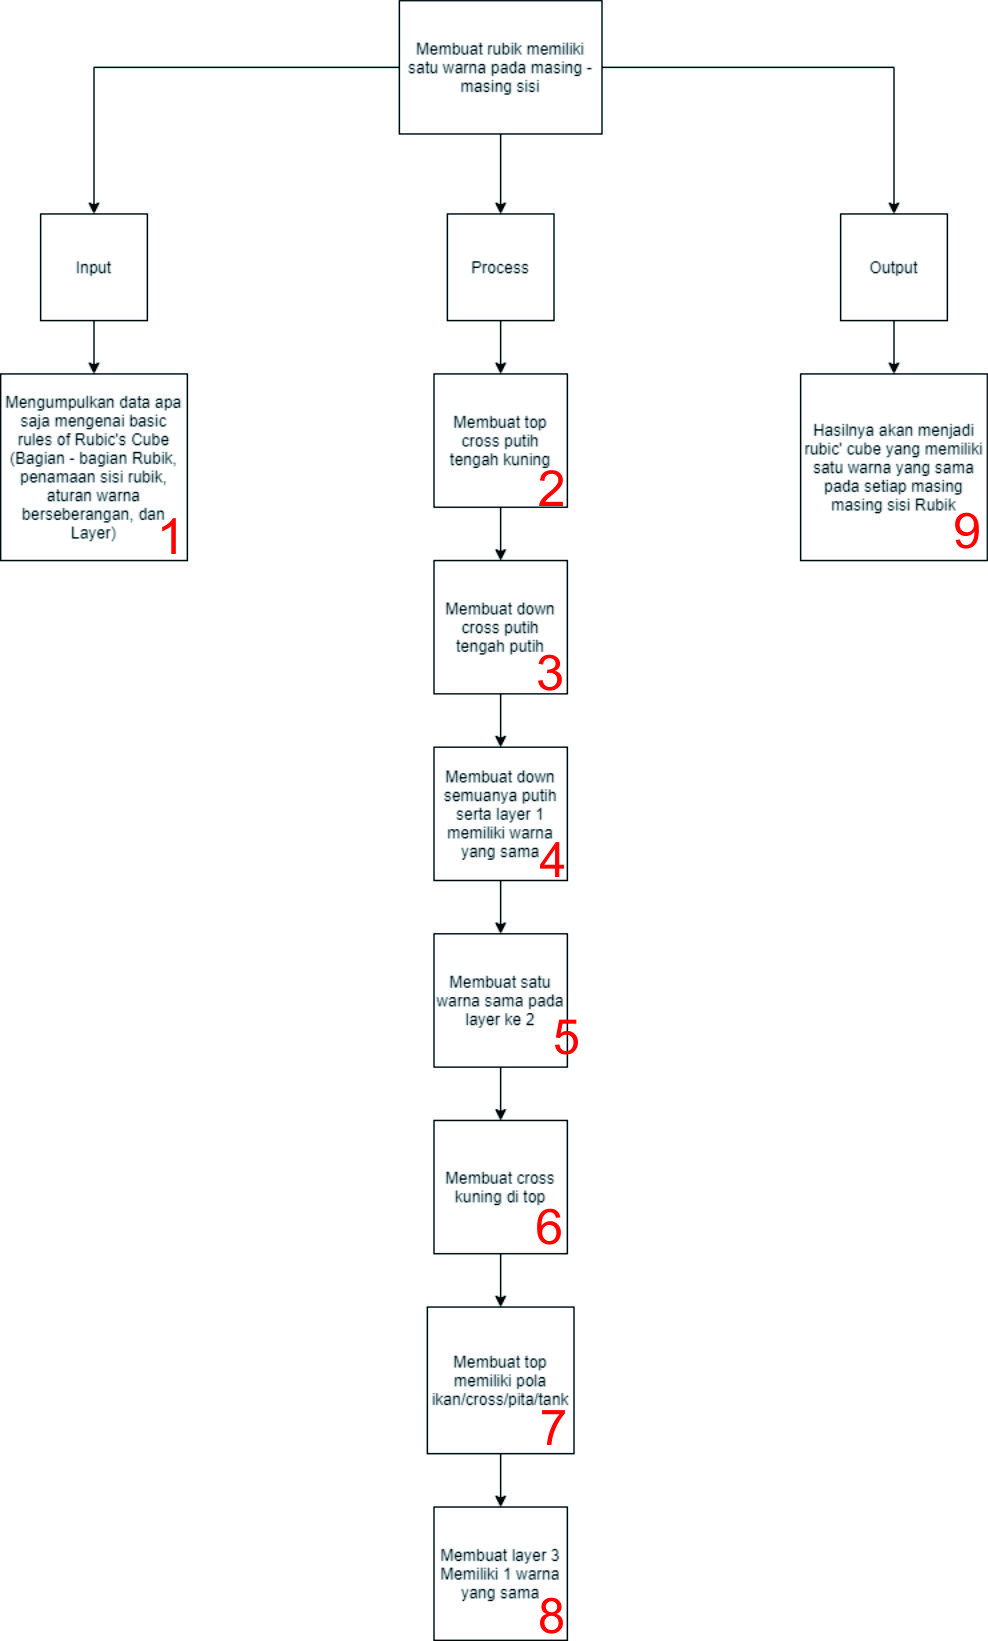 Membuat rubik memiliki
satu warna pada masing -
masing sisi
Input
Process
Output
Mengumpulkan data apa
saja mengenai basic
rules of Rubic's Cube
(Bagian - bagian Rubik,
penamaan sisi rubik,
aturan warna
berseberangan, dan
Layer)
1
Membuat top
cross putih
tengah kuning
2
Hasilnya akan menjadi
rubic' cube yang memiliki
satu warna yang sama
pada setiap masing
masing sisi Rubik
9
Membuat down
cross putih
tengah putih
3
Membuat down
semuanya putih
serta layer 1
memiliki warna
yang sama
4
Membuat satu
warna sama pada
layer ke 2
5
Membuat cross
kuning di top
6
Membuat top
memiliki pola
ikan/cross/pita/tank
7
Membuat layer 3
Memiliki 1 warna
yang sama
8